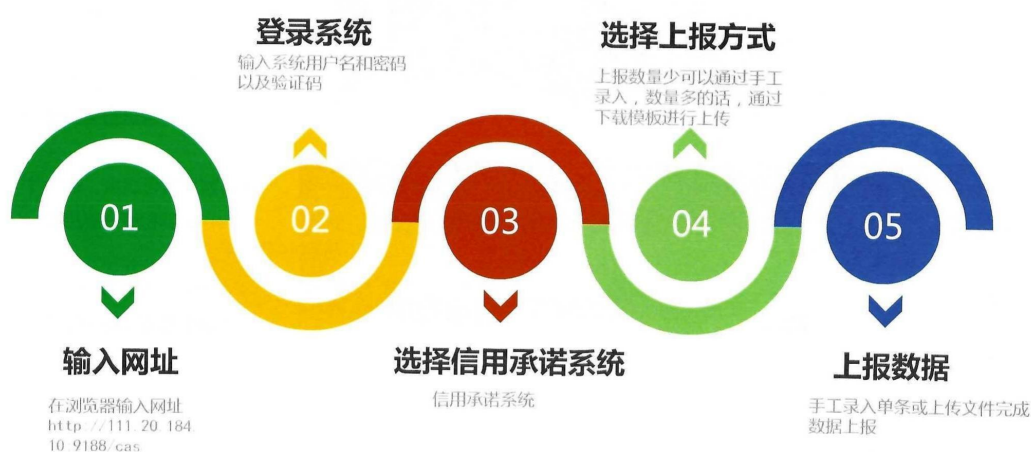 01
输入网址
在浏览器输入网址
http://111.20.184.
10:9188/cas
登录系统
输入系统用户名和密码
以及验证码
02
03
选择信用承诺系统
信用承诺系统
选择上报方式
上报数量少可以通过手工
录入，数量多的话，通过
下载模板进行上传
04
05
上报数据
手工录入单条或上传文件完成
数据上报